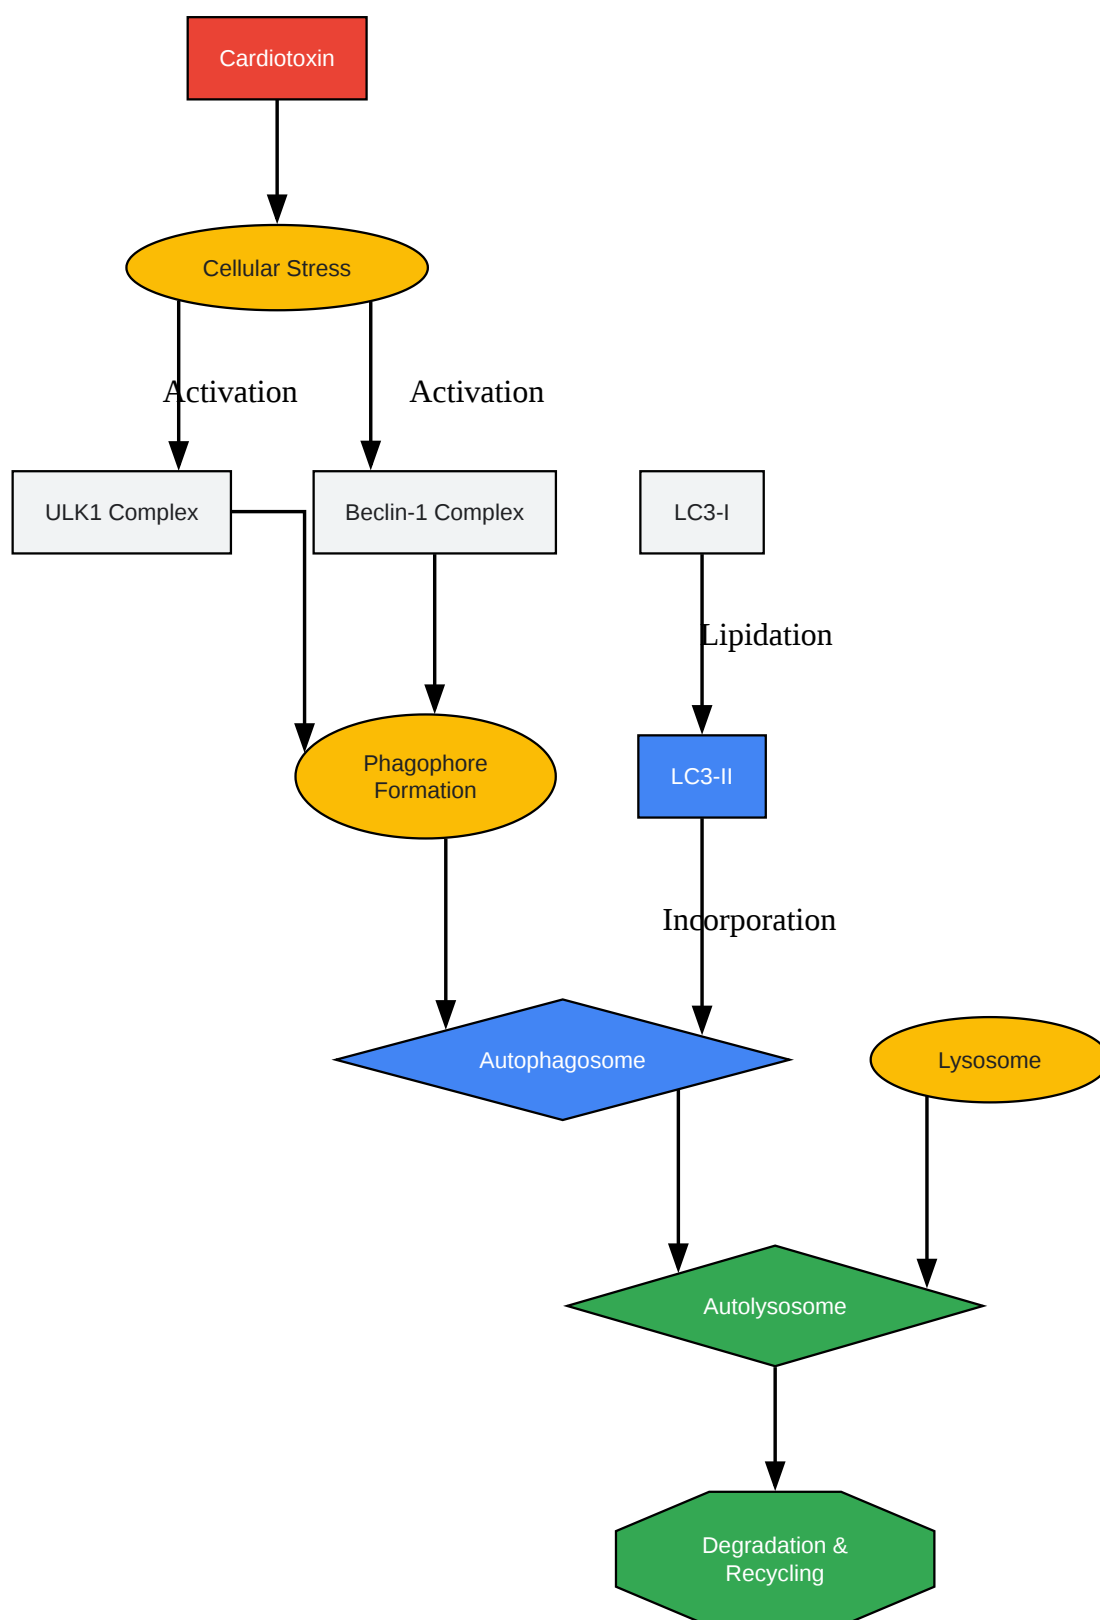 Cardiotoxin
Cellular Stress
Activation
Activation
ULK1 Complex
Beclin-1 Complex
LC3-I
Lipidation
Phagophore
Formation
LC3-II
Incorporation
Autophagosome
Lysosome
Autolysosome
Degradation &
Recycling